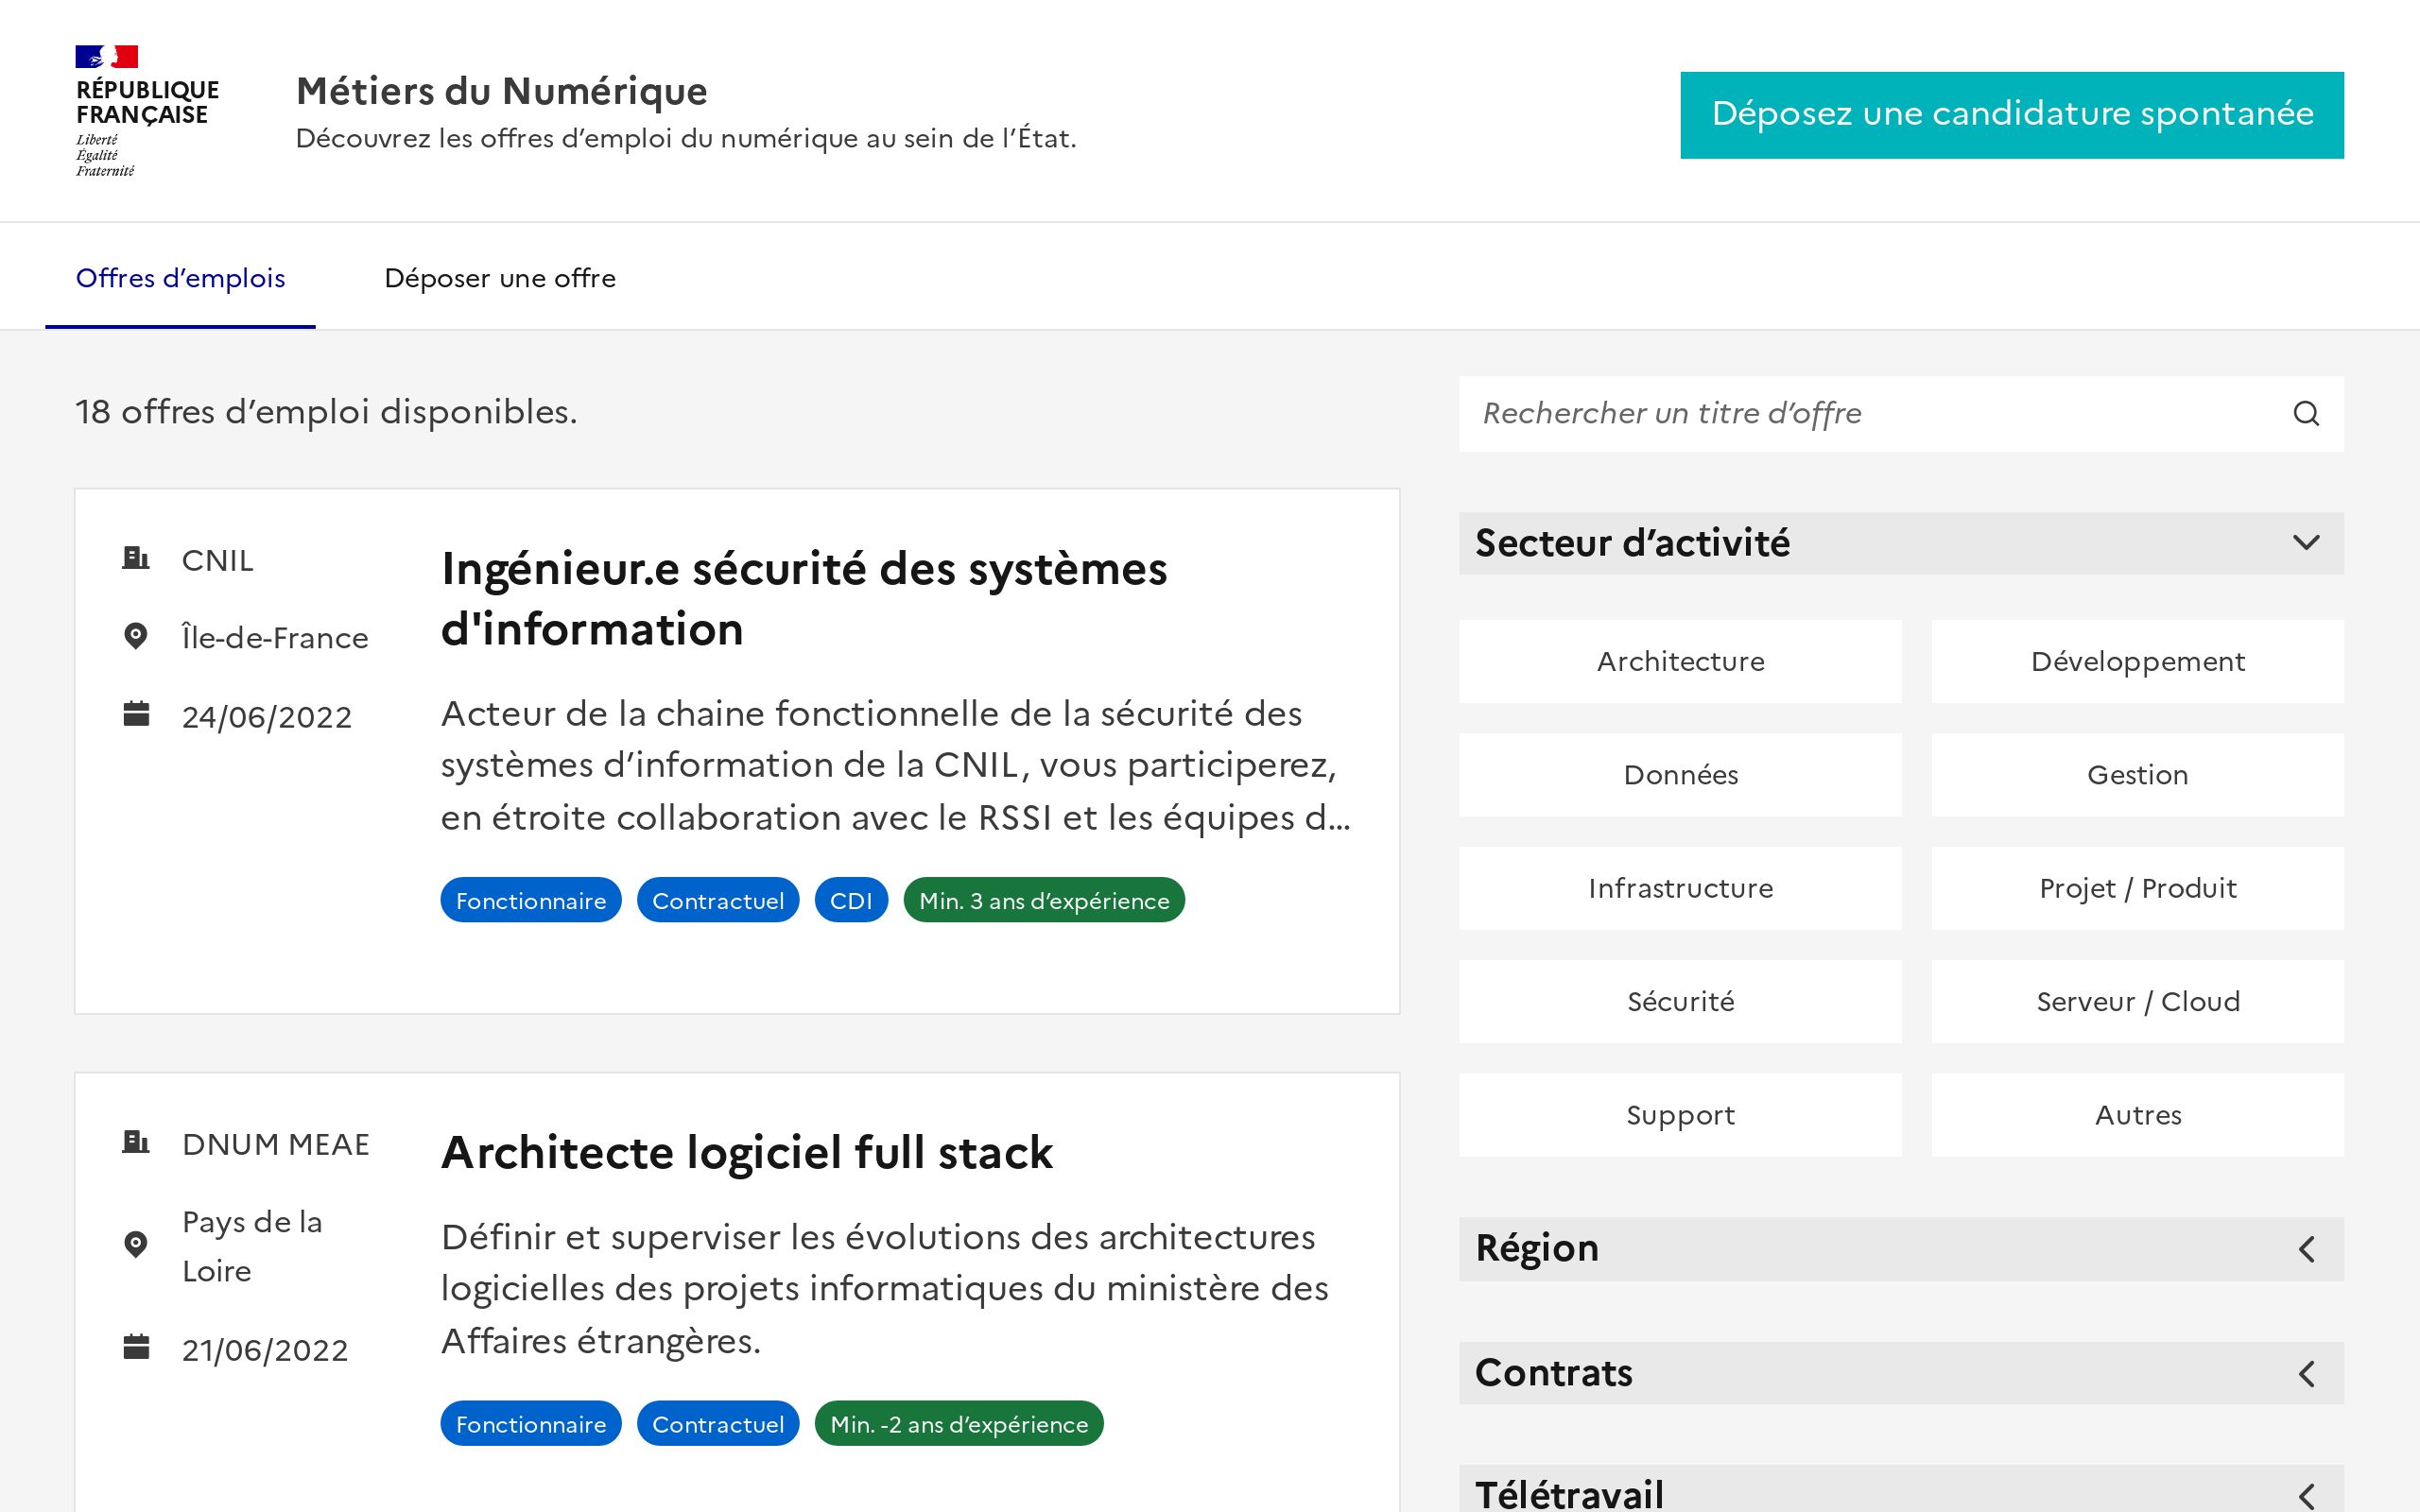 RÉPUBLIQUE
FRANÇAISE
Liberté
Égalité
Fraternité
Métiers du Numérique
Découvrez les offres d’emploi du numérique au sein de l’État.
Déposez une candidature spontanée
Offres d’emplois
Déposer une offre
18 offres d’emploi disponibles.
CNIL
Île-de-France
24/06/2022
Ingénieur.e sécurité des systèmes
d'information
Acteur de la chaine fonctionnelle de la sécurité des
systèmes d’information de la CNIL, vous participerez,
en étroite collaboration avec le RSSI et les équipes d…
Fonctionnaire
Contractuel
CDI
Min. 3 ans d’expérience
DNUM MEAE
Pays de la
Loire
21/06/2022
Architecte logiciel full stack
Définir et superviser les évolutions des architectures
logicielles des projets informatiques du ministère des
Affaires étrangères.
Fonctionnaire
Contractuel
Min. -2 ans d’expérience
Rechercher un titre d’offre
Secteur d’activité
Architecture
Développement
Données
Gestion
Infrastructure
Projet / Produit
Sécurité
Serveur / Cloud
Support
Autres
Région
Contrats
Télétravail